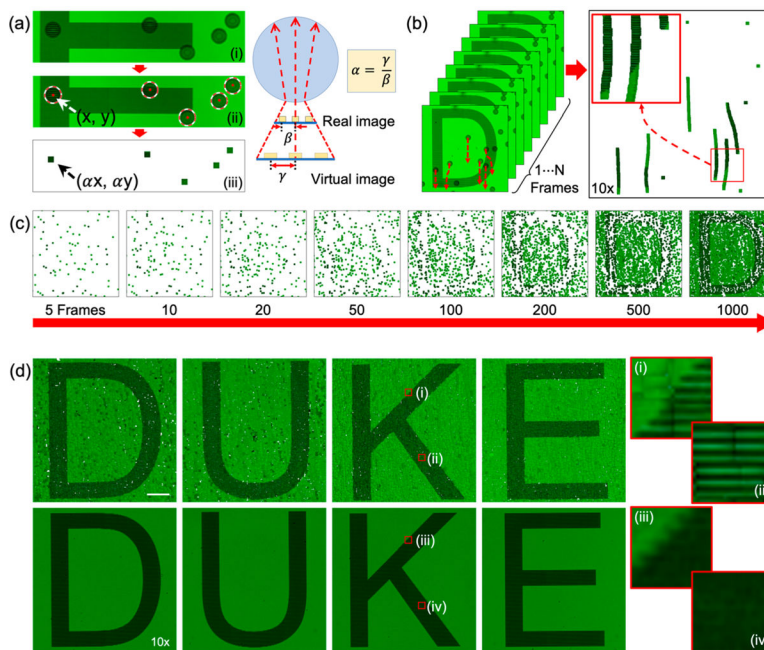 (a)
(i)
(ii)
(x, y)
(αx, αy)
(iii)
α = γ/β
Real image
β
γ
Virtual image
(b)
D
1···N
Frames
10x
(c)
5 Frames 10 20 50 100 200 500 1000
(d)
D U K E
(i)
(ii)
(i)
(ii
D U K E
10x
(iii)
(iv)
(iii)
(iv